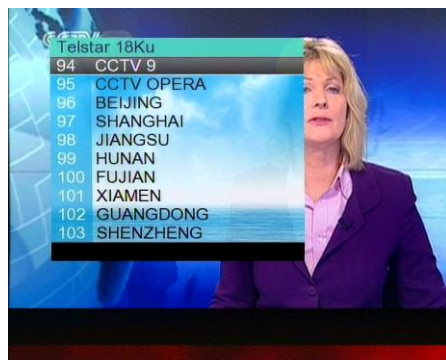 Telstar 18Ku
94 CCTV 9
95 CCTV OPERA
96 BEIJING
97 SHANGHAI
98 JIANGSU
99 HUNAN
100 FUJIAN
101 XIAMEN
102 GUANGDONG
103 SHENZHENG